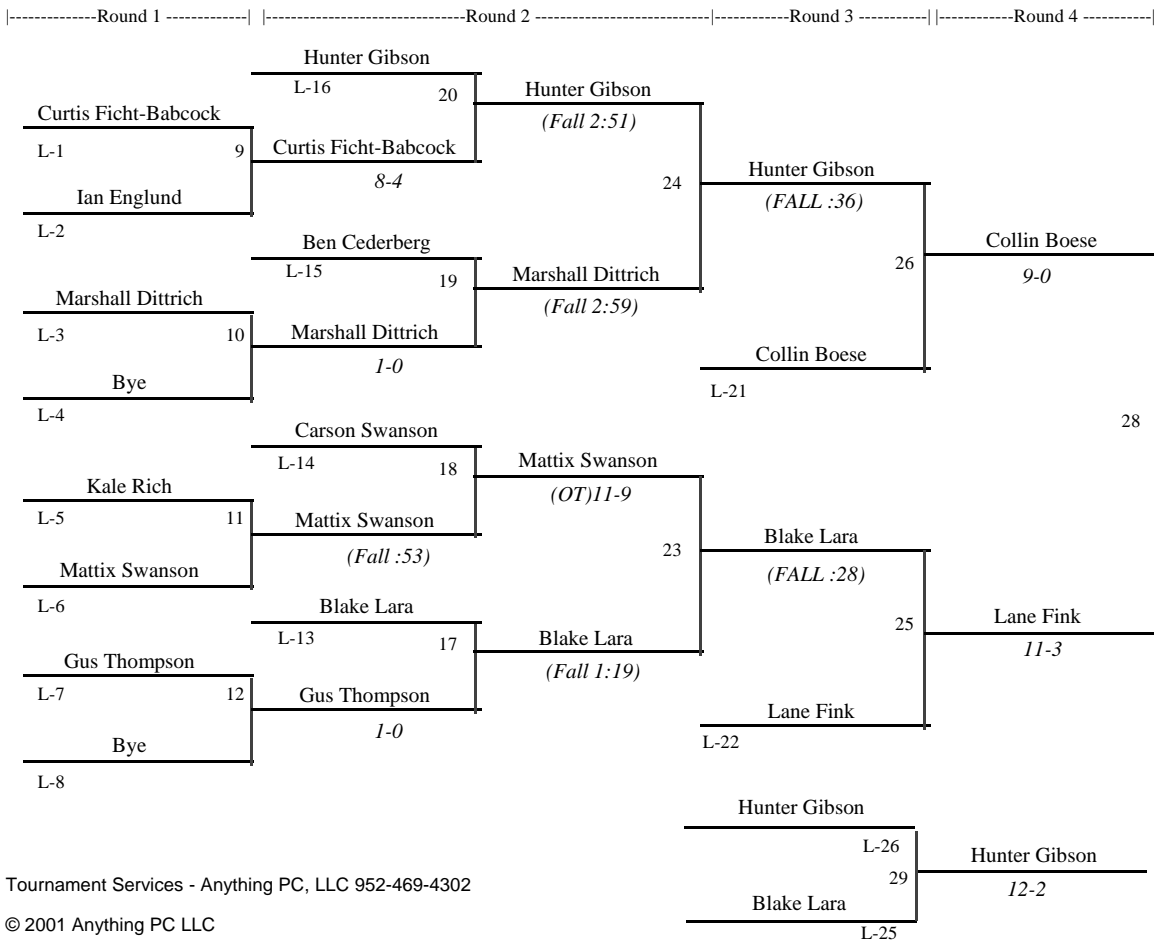 |--------------Round 1 -------------| |--------------------------------Round 2 ----------------------------|-----------Round 3 -----------| |------------Round 4 -----------|
Hunter Gibson
L-16
20
Hunter Gibson
Curtis Ficht-Babcock
(Fall 2:51)
L-1
9
Curtis Ficht-Babcock
8-4
24
Hunter Gibson
Ian Englund
(FALL :36)
L-2
Ben Cederberg
Collin Boese
L-15
19
Marshall Dittrich
26
9-0
Marshall Dittrich
(Fall 2:59)
L-3
10
Marshall Dittrich
1-0
Collin Boese
Bye
L-21
L-4
28
Carson Swanson
L-14
18
Mattix Swanson
Kale Rich
(OT)11-9
L-5
11
Mattix Swanson
(Fall :53)
23
Blake Lara
Mattix Swanson
(FALL :28)
L-6
Blake Lara
L-13
17
Blake Lara
25
Lane Fink
Gus Thompson
(Fall 1:19)
11-3
L-7
12
Gus Thompson
1-0
Lane Fink
Bye
L-22
L-8
Hunter Gibson
L-26
Hunter Gibson
29
12-2
Tournament Services - Anything PC, LLC 952-469-4302
Blake Lara
© 2001 Anything PC LLC
L-25